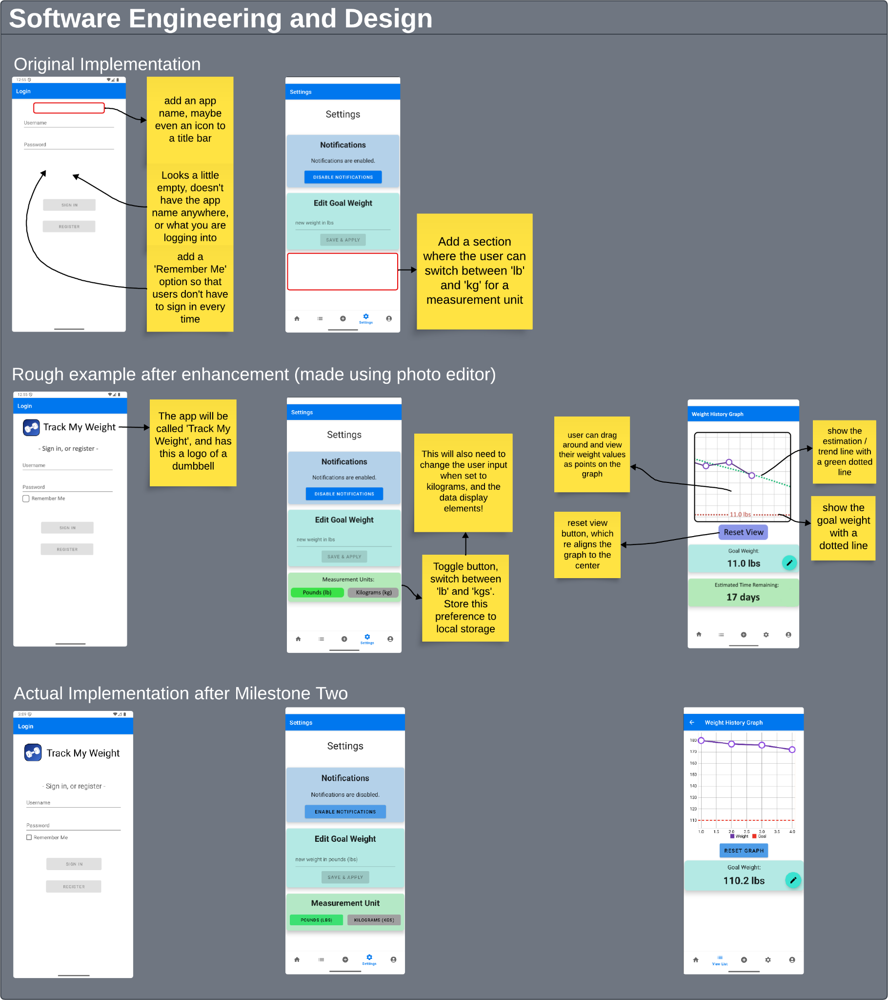 Software Engineering and Design
Original Implementation
12:55
Login
Username
Password
SIGN IN
REGISTER
add an app
name, maybe
even an icon to
a title bar
Looks a little
empty, doesn't
have the app
name anywhere,
or what you are
logging into
add a
'Remember Me'
option so that
users don't have
to sign in every
time
Settings
Settings
Notifications
Notifications are enabled.
DISABLE NOTIFICATIONS
Edit Goal Weight
new weight in lbs
SAVE & APPLY
Settings
Add a section
where the user can
switch between 'lb'
and 'kg' for a
measurement unit
Rough example after enhancement (made using photo editor)
12:55
Login
Track My Weight
- Sign in, or register -
Username
Password
Remember Me
SIGN IN
REGISTER
The app will be
called 'Track My
Weight', and has
this a logo of a
dumbbell
Settings
Settings
Notifications
Notifications are enabled.
DISABLE NOTIFICATIONS
Edit Goal Weight
new weight in lbs
SAVE & APPLY
Measurement Units:
Pounds (lb) Kilograms (kg)
Settings
This will also need to
change the user input
when set to
kilograms, and the
data display
elements!
Toggle button,
switch between
'lb' and 'kgs'.
Store this
preference to
local storage
user can drag
around and view
their weight values
as points on the
graph
reset view
button, which
re aligns the
graph to the
center
Weight History Graph
11.0 lbs
Reset View
Goal Weight:
11.0 lbs
Estimated Time Remaining:
17 days
show the
estimation /
trend line with
a green dotted
line
show the
goal weight
with a
dotted line
Actual Implementation after Milestone Two
3:09
Login
Track My Weight
- Sign in, or register -
Username
Password
Remember Me
SIGN IN
REGISTER
Settings
Settings
Notifications
Notifications are disabled.
ENABLE NOTIFICATIONS
Edit Goal Weight
new weight in pounds (lbs)
SAVE & APPLY
Measurement Unit
POUNDS (LBS) KILOGRAMS (KGS)
Settings
Weight History Graph
180
170
160
150
140
130
120
110
1.0 1.5 2.0 2.5 3.0 3.5 4.0
Weight Goal
RESET GRAPH
Goal Weight:
110.2 lbs
View List